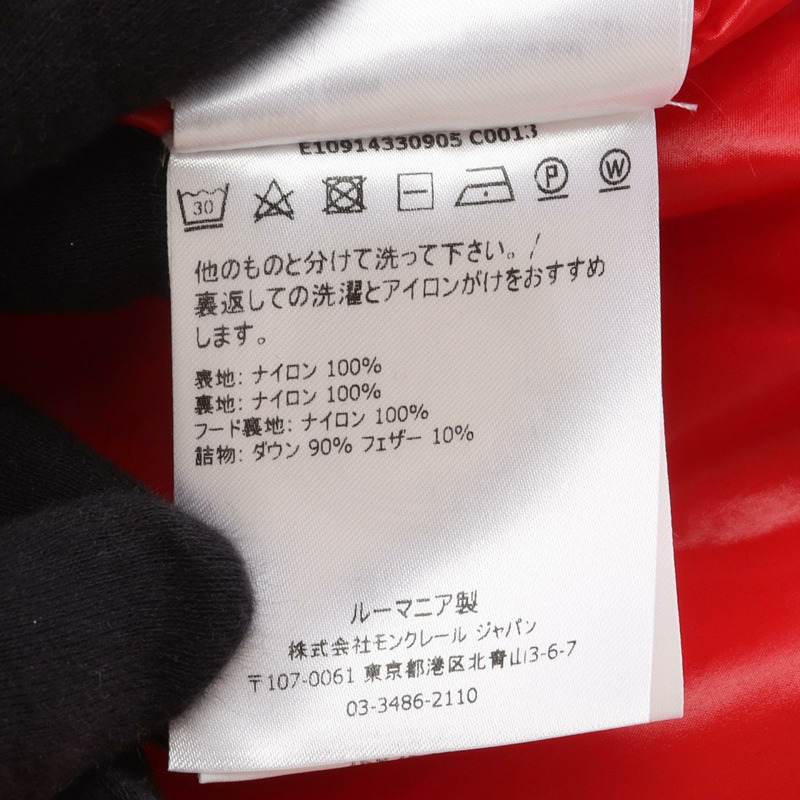 E10914330905 C0013
30 P W
他のものと分けて洗って下さい。/
裏返しての洗濯とアイロンがけをおすすめ
します。
表地: ナイロン 100%
裏地: ナイロン 100%
フード裏地: ナイロン 100%
詰物: ダウン 90% フェザー 10%
ルーマニア製
株式会社モンクレール ジャパン
〒107-0061 東京都港区北青山3-6-7
03-3486-2110